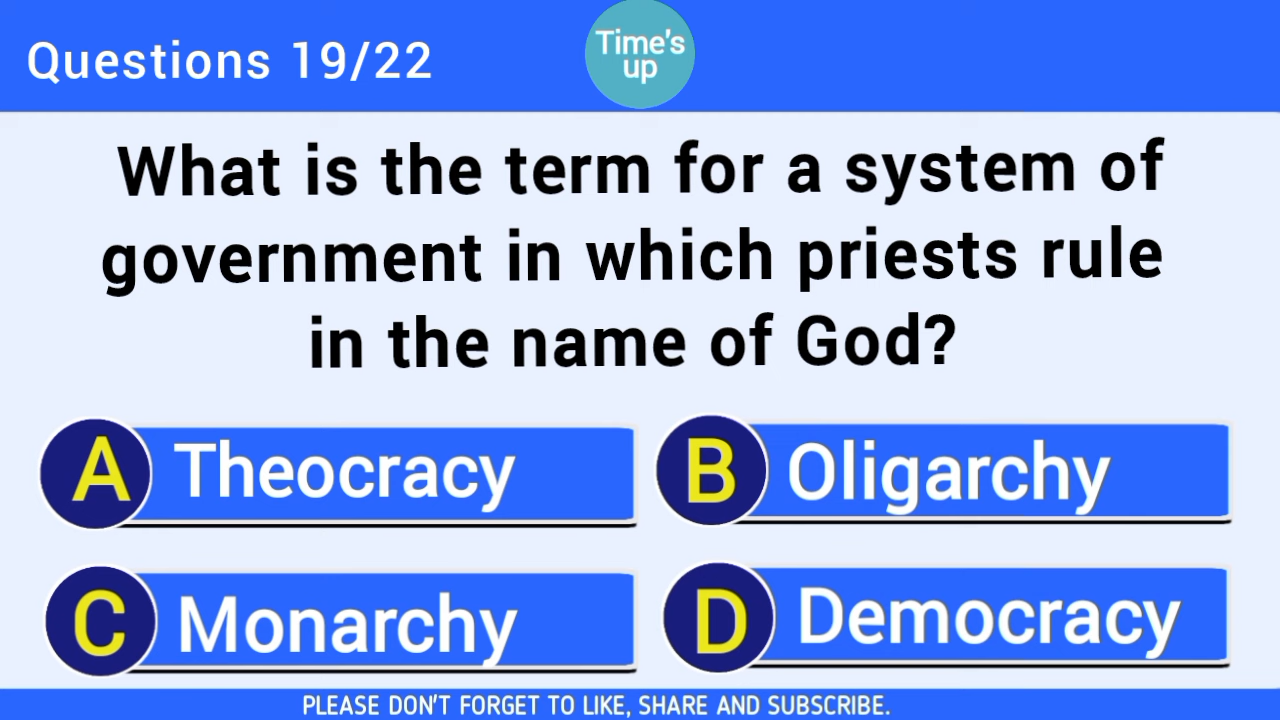 Questions 19/22
Time's
up
What is the term for a system of
government in which priests rule
in the name of God?
A Theocracy
B Oligarchy
C Monarchy
D Democracy
PLEASE DON'T FORGET TO LIKE, SHARE AND SUBSCRIBE.